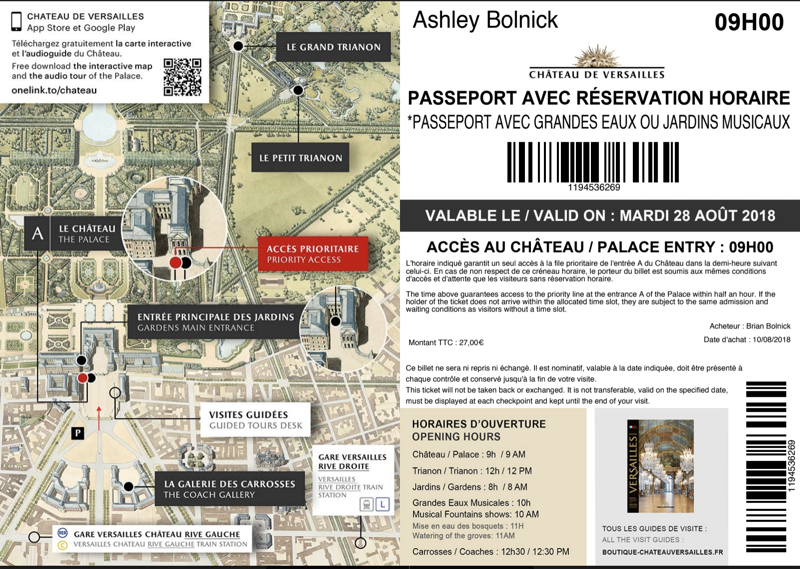 CHATEAU DE VERSAILLES
App Store et Google Play
Téléchargez gratuitement la carte interactive
et l'audioguide du Château.
Free download the interactive map
and the audio tour of the Palace.
onelink.to/chateau
LE GRAND TRIANON
LE PETIT TRIANON
A
LE CHÂTEAU
THE PALACE
ACCÈS PRIORITAIRE
PRIORITY ACCESS
ENTRÉE PRINCIPALE DES JARDINS
GARDENS MAIN ENTRANCE
VISITES GUIDÉES
GUIDED TOURS DESK
P
LA GALERIE DES CARROSSES
THE COACH GALLERY
GARE VERSAILLES
RIVE DROITE
VERSAILLES
RIVE DROITE TRAIN
STATION
L
GARE VERSAILLES CHÂTEAU RIVE GAUCHE
VERSAILLES CHÂTEAU RIVE GAUCHE TRAIN STATION
Ashley Bolnick
09H00
CHÂTEAU DE VERSAILLES
PASSEPORT AVEC RÉSERVATION HORAIRE
*PASSEPORT AVEC GRANDES EAUX OU JARDINS MUSICAUX
1194536269
VALABLE LE / VALID ON : MARDI 28 AOÛT 2018
ACCÈS AU CHÂTEAU / PALACE ENTRY : 09H00
L'horaire indiqué garantit un seul accès à la file prioritaire de l'entrée A du Château dans la demi-heure suivant
celui-ci. En cas de non respect de ce créneau horaire, le porteur du billet est soumis aux mêmes conditions
d'accès et d'attente que les visiteurs sans réservation horaire.
The time above guarantees access to the priority line at the entrance A of the Palace within half an hour. If the
holder of the ticket does not arrive within the allocated time slot, they are subject to the same admission and
waiting conditions as visitors without a time slot.
Acheteur : Brian Bolnick
Montant TTC : 27,00€
Date d'achat : 10/08/2018
Ce billet ne sera ni repris ni échangé. Il est nominatif, valable à la date indiquée, doit être présenté à
chaque contrôle et conservé jusqu'à la fin de votre visite.
This ticket will not be taken back or exchanged. It is not transferable, valid on the specified date,
must be displayed at each checkpoint and kept until the end of your visit.
HORAIRES D'OUVERTURE
OPENING HOURS
Château / Palace : 9h / 9 AM
Trianon / Trianon : 12h / 12 PM
Jardins / Gardens : 8h / 8 AM
Grandes Eaux Musicales : 10h
Musical Fountains shows: 10 AM
Mise en eau des bosquets : 11H
Watering of the groves: 11AM
Carrosses / Coaches : 12h30 / 12:30 PM
VERSAILLES
TOUS LES GUIDES DE VISITE :
ALL THE VISIT GUIDES :
BOUTIQUE-CHATEAUVERSAILLES.FR
1194536269